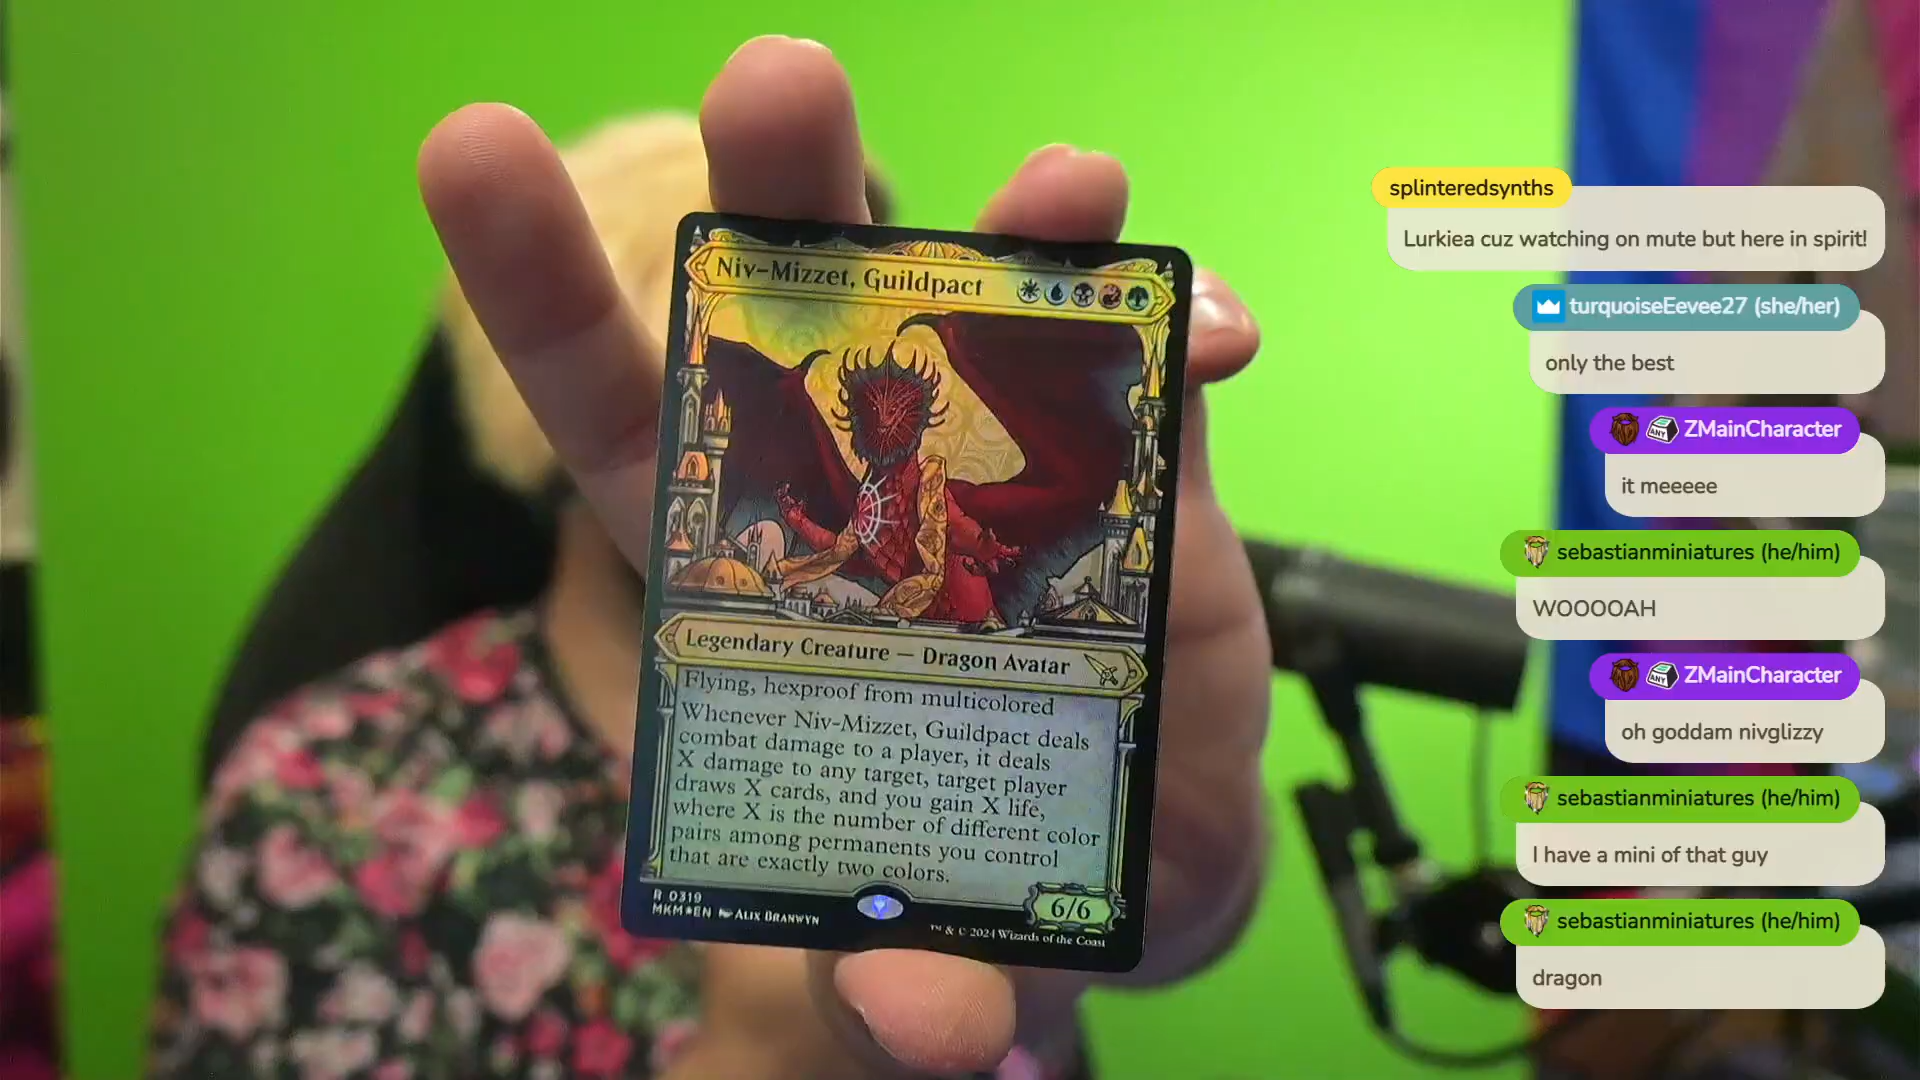 Niv-Mizzet, Guildpact
Legendary Creature — Dragon Avatar
Flying, hexproof from multicolored
Whenever Niv-Mizzet, Guildpact deals
combat damage to a player, it deals
X damage to any target, target player
draws X cards, and you gain X life,
where X is the number of different color
pairs among permanents you control
that are exactly two colors.
6/6
R 0319
MKM★EN Alix Branwyn
™ & © 2024 Wizards of the Coast
splinteredsynths
Lurkiea cuz watching on mute but here in spirit!
turquoiseEevee27 (she/her)
only the best
ANY ZMainCharacter
it meeeee
sebastianminiatures (he/him)
WOOOOAH
ANY ZMainCharacter
oh goddam nivglizzy
sebastianminiatures (he/him)
I have a mini of that guy
sebastianminiatures (he/him)
dragon